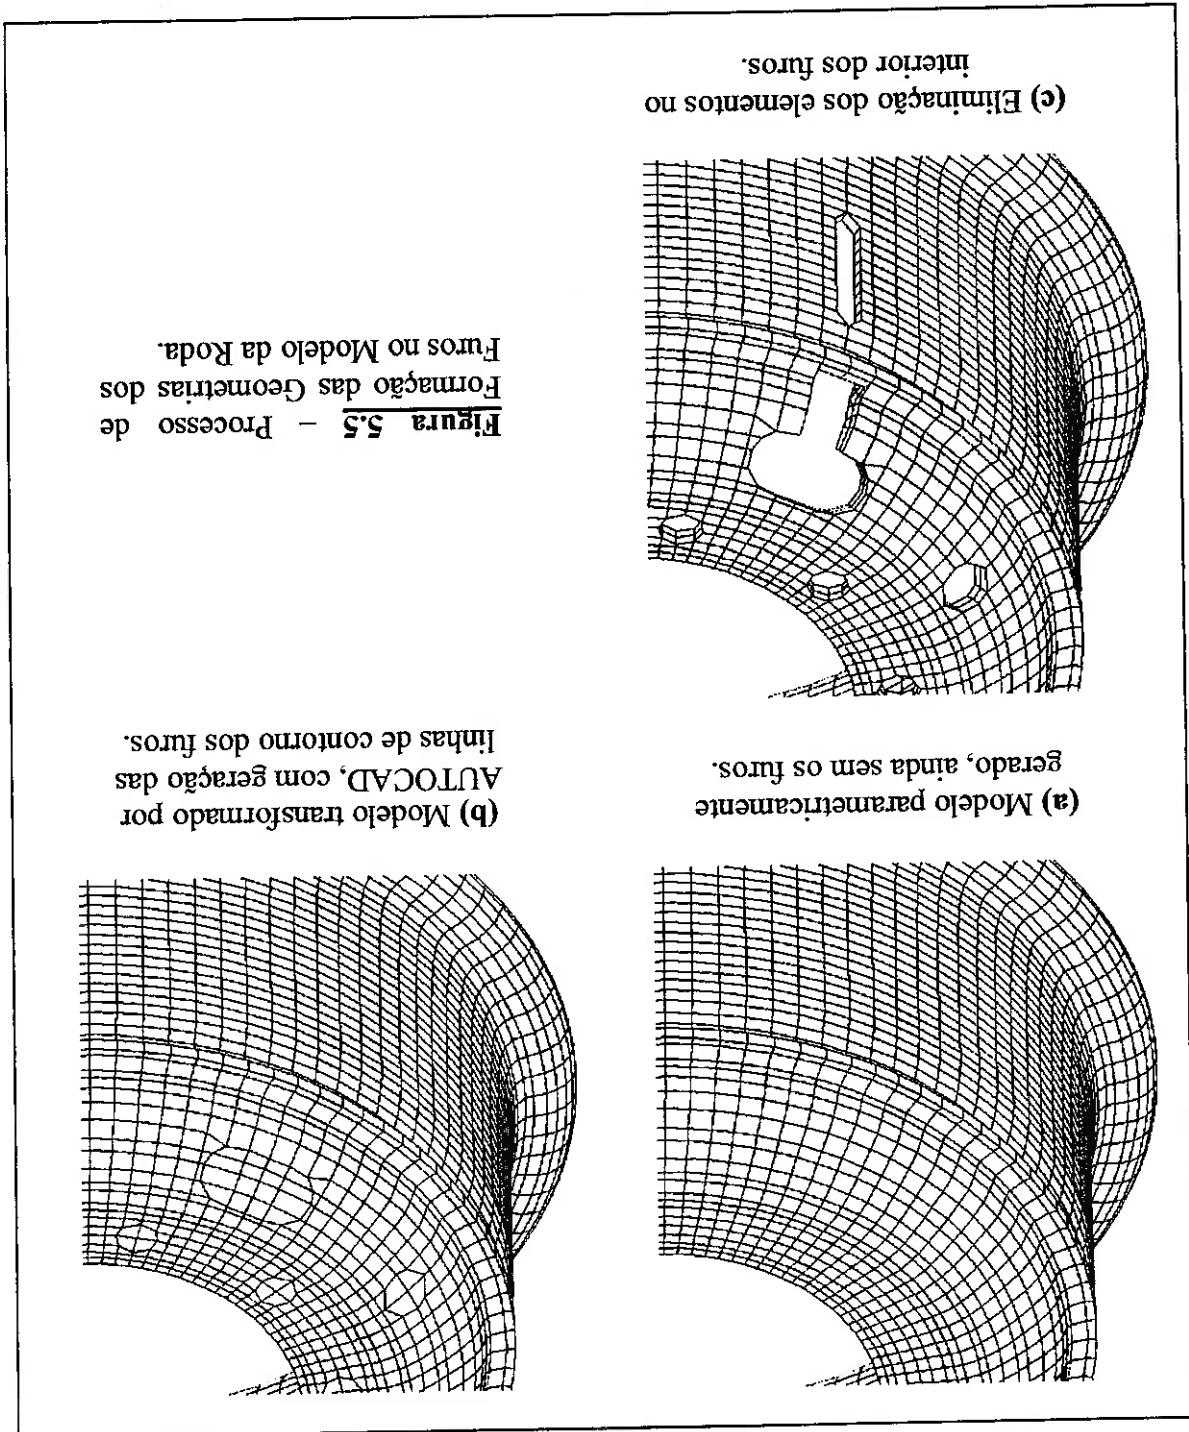 (a) Modelo parametricamente
gerado, ainda sem os furos.
(b) Modelo transformado por
AUTOCAD, com geração das
linhas de contorno dos furos.
(c) Eliminação dos elementos no
interior dos furos.
Figura 5.5 – Processo de
Formação das Geometrias dos
Furos no Modelo da Roda.